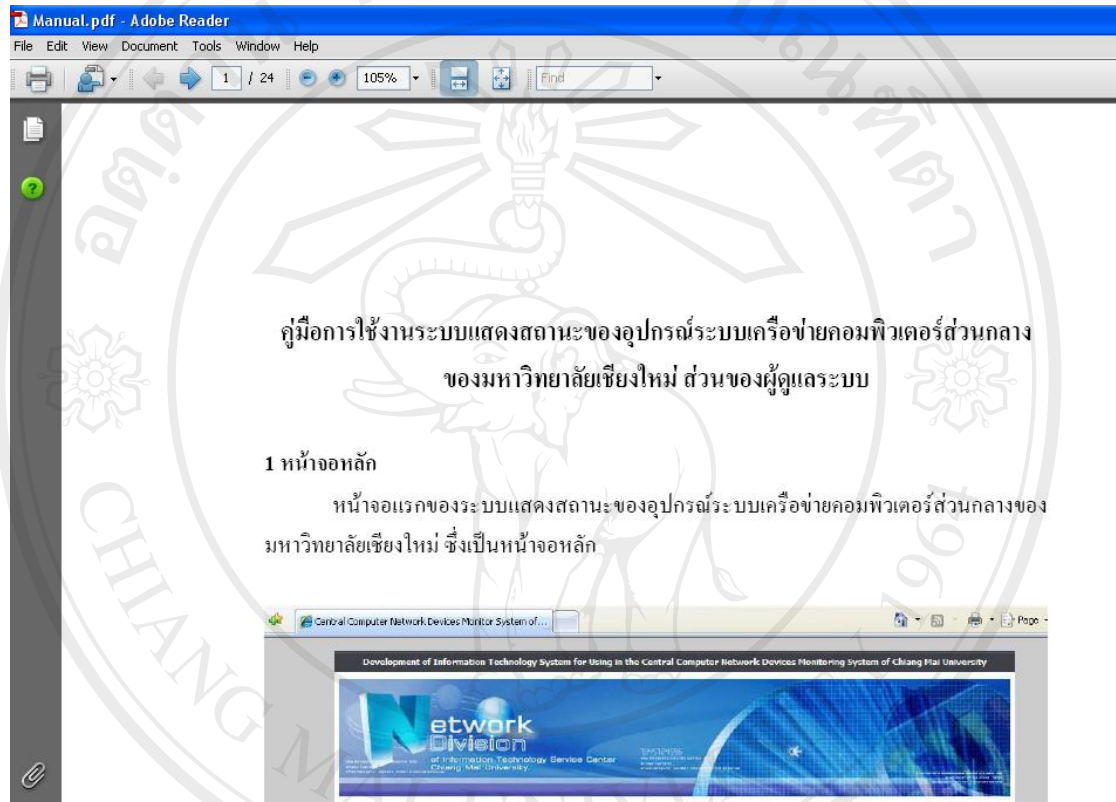 Manual.pdf - Adobe Reader
File Edit View Document Tools Window Help
1 / 24 105% Find
คู่มือการใช้งานระบบแสดงสถานะของอุปกรณ์ระบบเครือข่ายคอมพิวเตอร์ส่วนกลาง
ของมหาวิทยาลัยเชียงใหม่ ส่วนของผู้ดูแลระบบ
1 หน้าจอหลัก
หน้าจอแรกของระบบแสดงสถานะของอุปกรณ์ระบบเครือข่ายคอมพิวเตอร์ส่วนกลางของ
มหาวิทยาลัยเชียงใหม่ ซึ่งเป็นหน้าจอหลัก
Central Computer Network Devices Monitor System of...
Page
Development of Information Technology System for Using in the Central Computer Network Devices Monitoring System of Chiang Mai University
Network
Division
of Information Technology Service Center
Chiang Mai University.
CHIANG MAI
1964